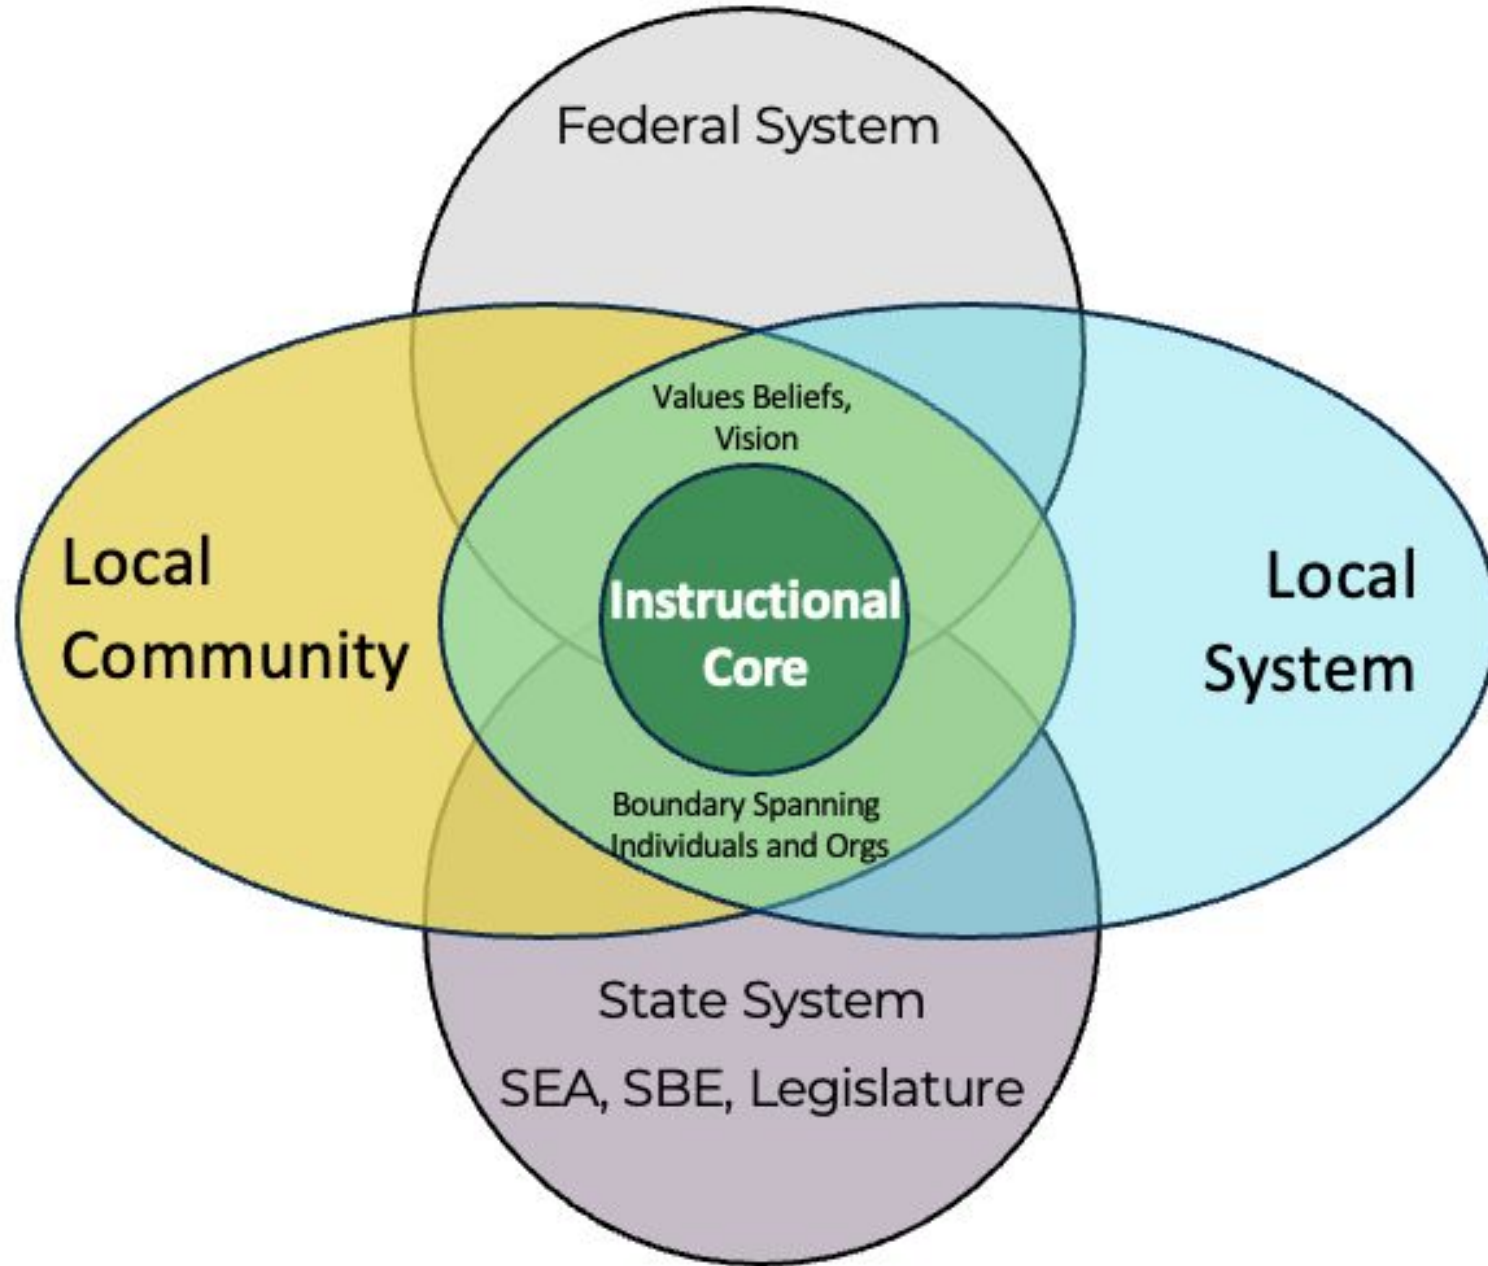 Federal System
Values Beliefs,
Vision
Local
Community
Instructional
Core
Local
System
Boundary Spanning
Individuals and Orgs
State System
SEA, SBE, Legislature